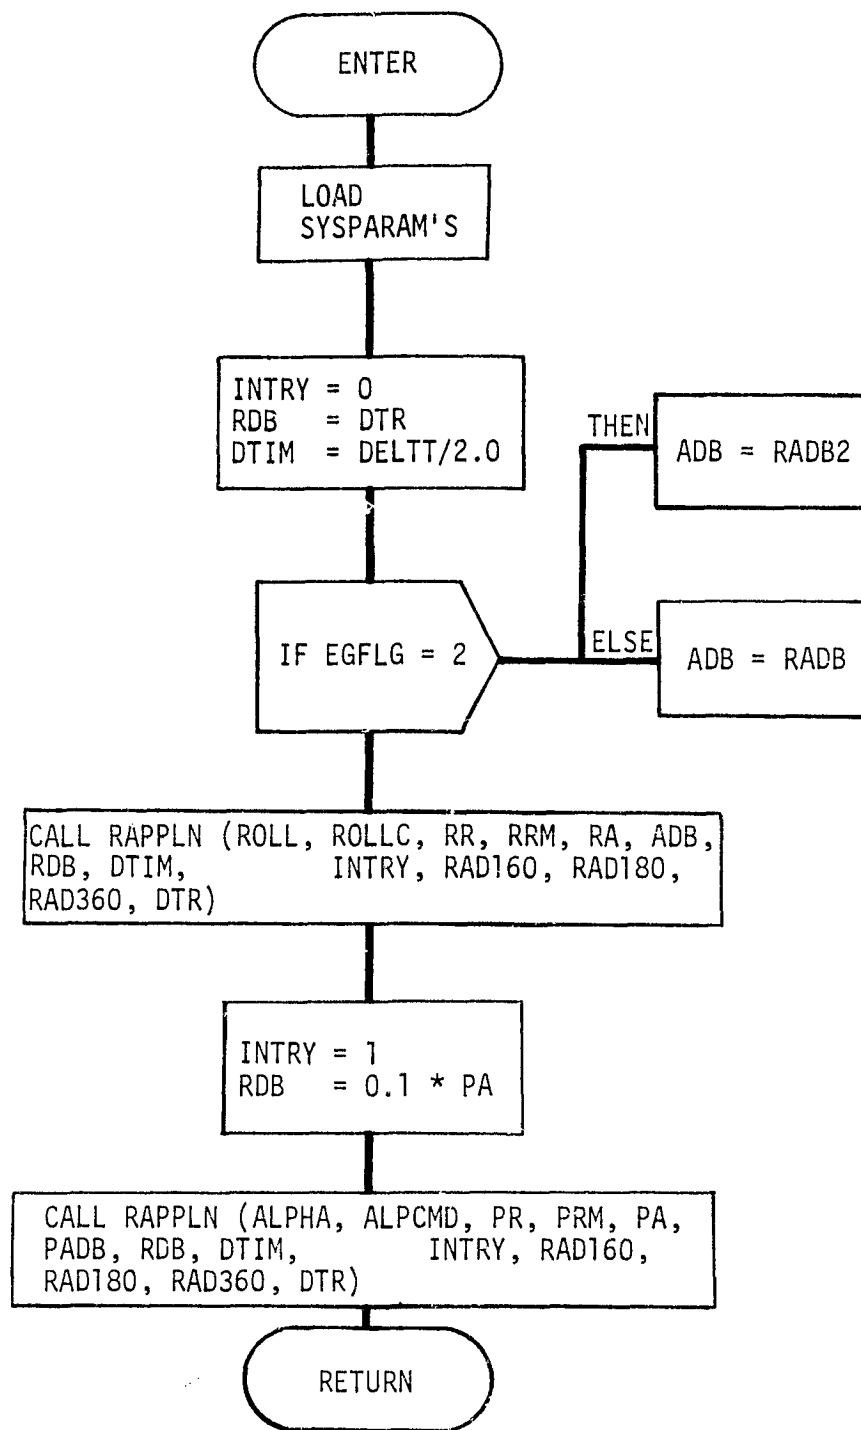 ENTER
LOAD
SYSPARAM'S
INTRY = 0
RDB = DTR
DTIM = DELTT/2.0
THEN
ADB = RADB2
IF EGFLG = 2
ELSE
ADB = RADB
CALL RAPPLN (ROLL, ROLLC, RR, RRM, RA, ADB,
RDB, DTIM, INTRY, RAD160, RAD180,
RAD360, DTR)
INTRY = 1
RDB = 0.1 * PA
CALL RAPPLN (ALPHA, ALPCMD, PR, PRM, PA,
PADB, RDB, DTIM, INTRY, RAD160,
RAD180, RAD360, DTR)
RETURN